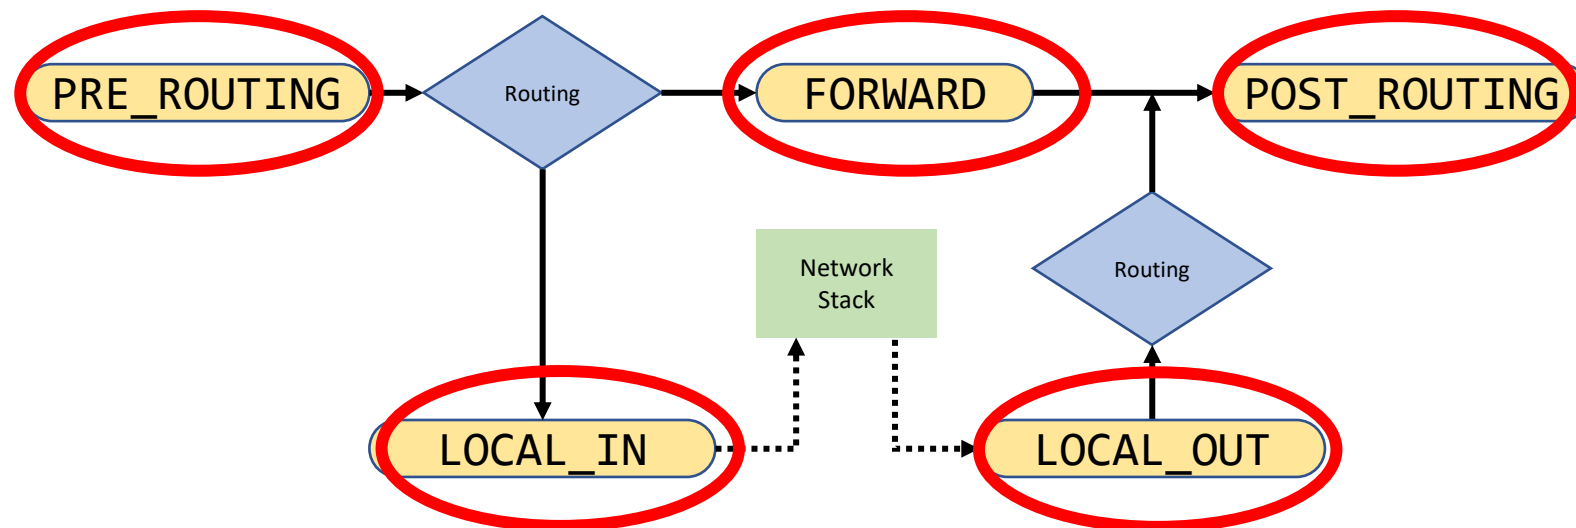 PRE_ROUTING
Routing
FORWARD
POST_ROUTING
Network
Stack
Routing
LOCAL_IN
LOCAL_OUT